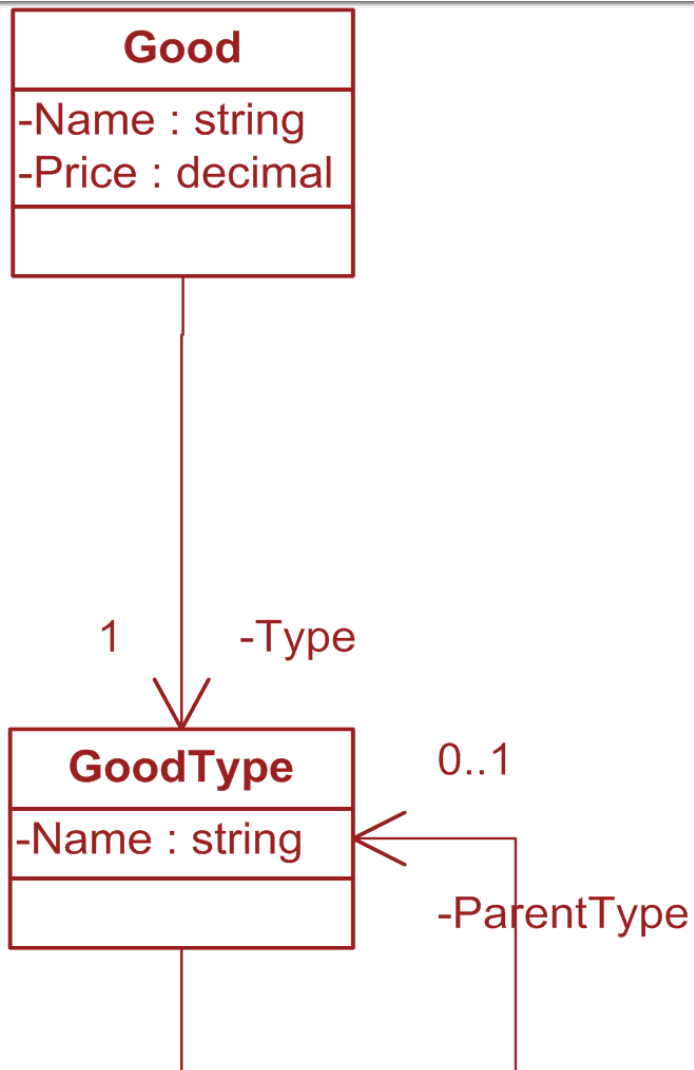 Good
-Name : string
-Price : decimal
1
-Type
GoodType
-Name : string
0..1
-ParentType